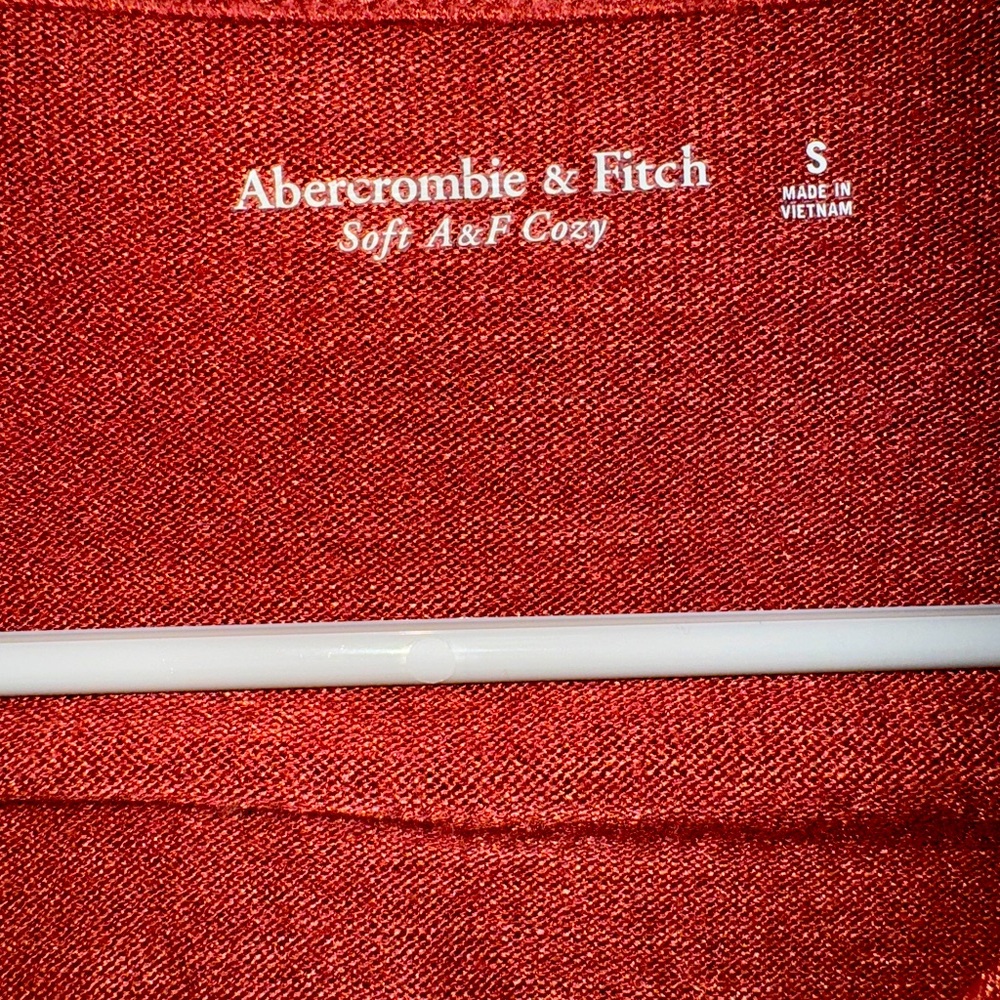 Abercrombie & Fitch
Soft A&F Cozy
S
MADE IN
VIETNAM